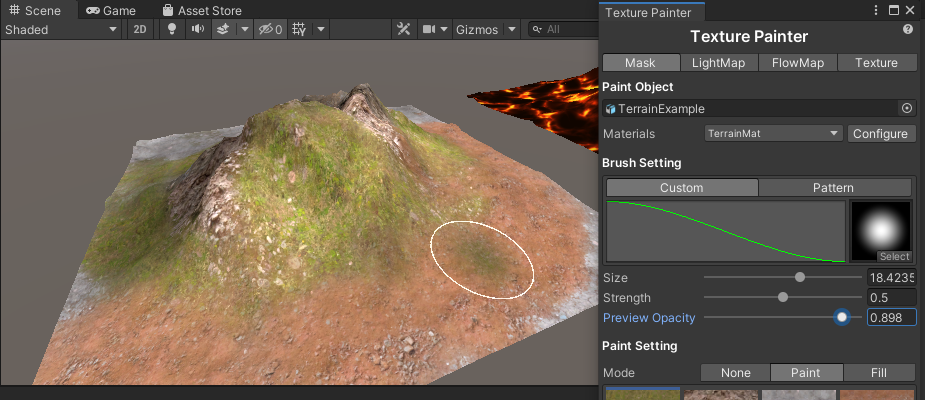 Scene Game Asset Store
Shaded 2D 0 Gizmos All
Texture Painter
Texture Painter
Mask LightMap FlowMap Texture
Paint Object
TerrainExample
Materials TerrainMat Configure
Brush Setting
Custom Pattern
Select
Size 18.4235
Strength 0.5
Preview Opacity 0.898
Paint Setting
Mode None Paint Fill